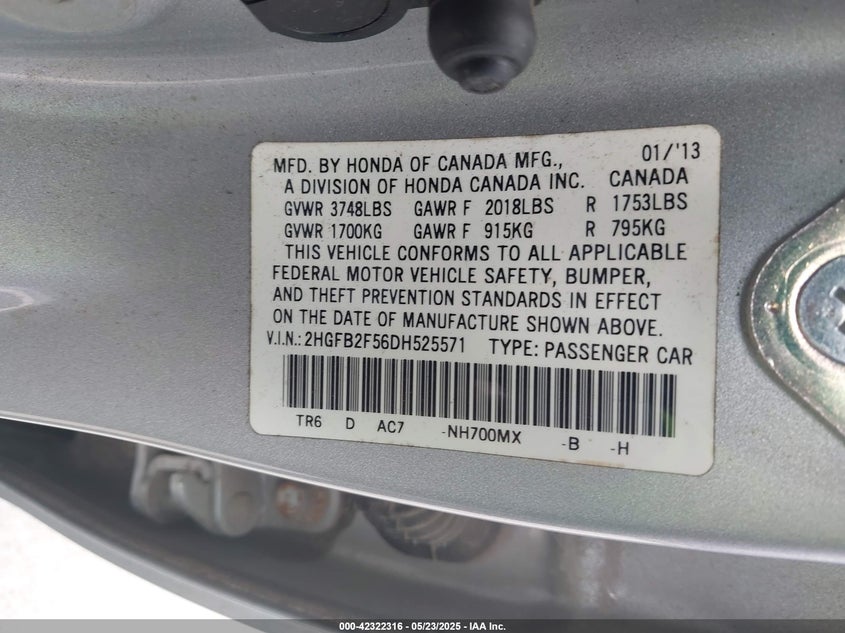 MFD. BY HONDA OF CANADA MFG., 01/'13
A DIVISION OF HONDA CANADA INC. CANADA
GVWR 3748LBS GAWR F 2018LBS R 1753LBS
GVWR 1700KG GAWR F 915KG R 795KG
THIS VEHICLE CONFORMS TO ALL APPLICABLE
FEDERAL MOTOR VEHICLE SAFETY, BUMPER,
AND THEFT PREVENTION STANDARDS IN EFFECT
ON THE DATE OF MANUFACTURE SHOWN ABOVE.
V.I.N.: 2HGFB2F56DH525571 TYPE: PASSENGER CAR
TR6 D AC7 -NH700MX -B -H
000-42322316 - 05/23/2025 - IAA Inc.